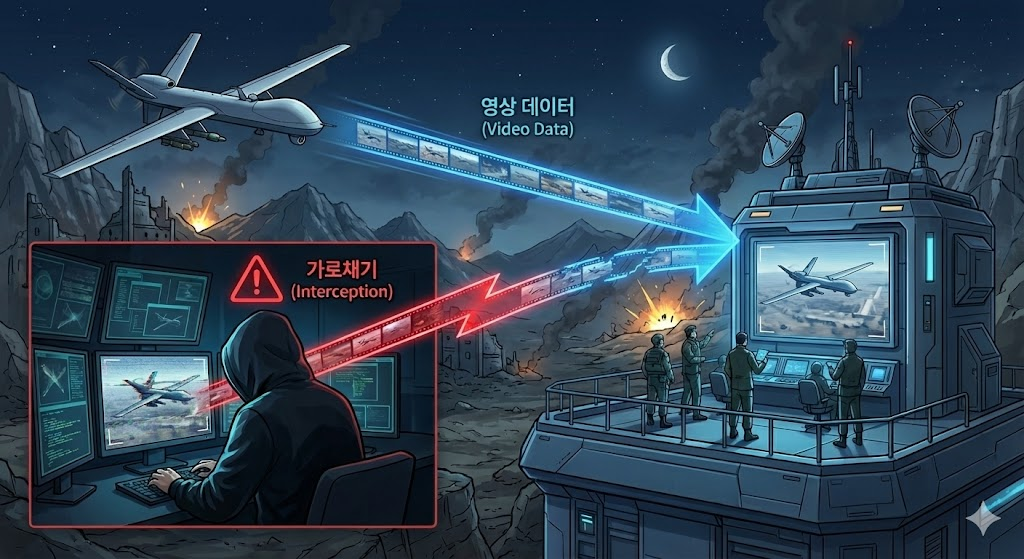 영상 데이터
(Video Data)
가로채기
(Interception)